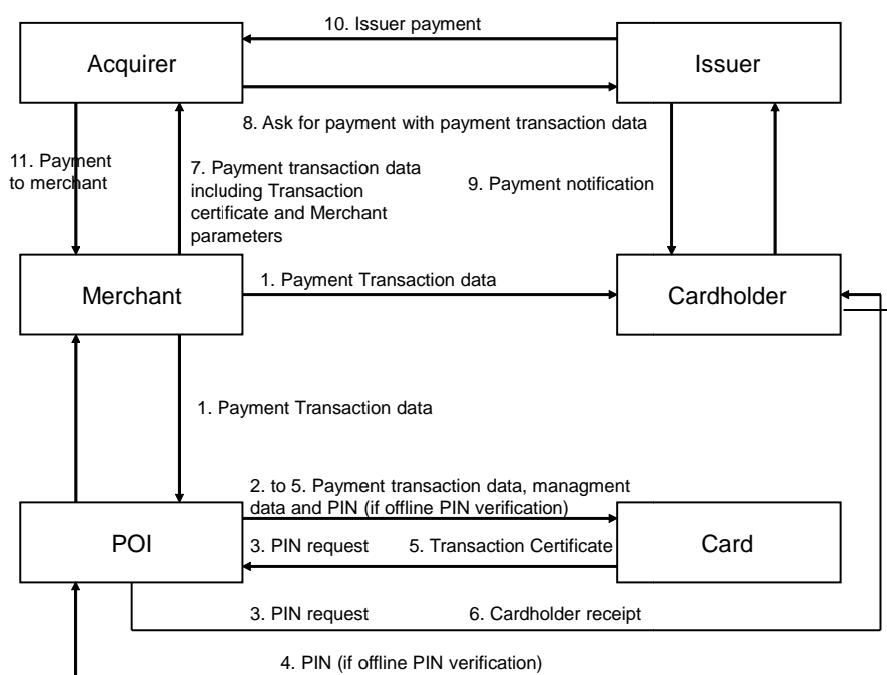 10. Issuer payment
Acquirer
Issuer
8. Ask for payment with payment transaction data
11. Payment
to merchant
7. Payment transaction data
including Transaction
certificate and Merchant
parameters
9. Payment notification
Merchant
1. Payment Transaction data
Cardholder
1. Payment Transaction data
2. to 5. Payment transaction data, managment
data and PIN (if offline PIN verification)
POI
3. PIN request
5. Transaction Certificate
Card
3. PIN request
6. Cardholder receipt
4. PIN (if offline PIN verification)